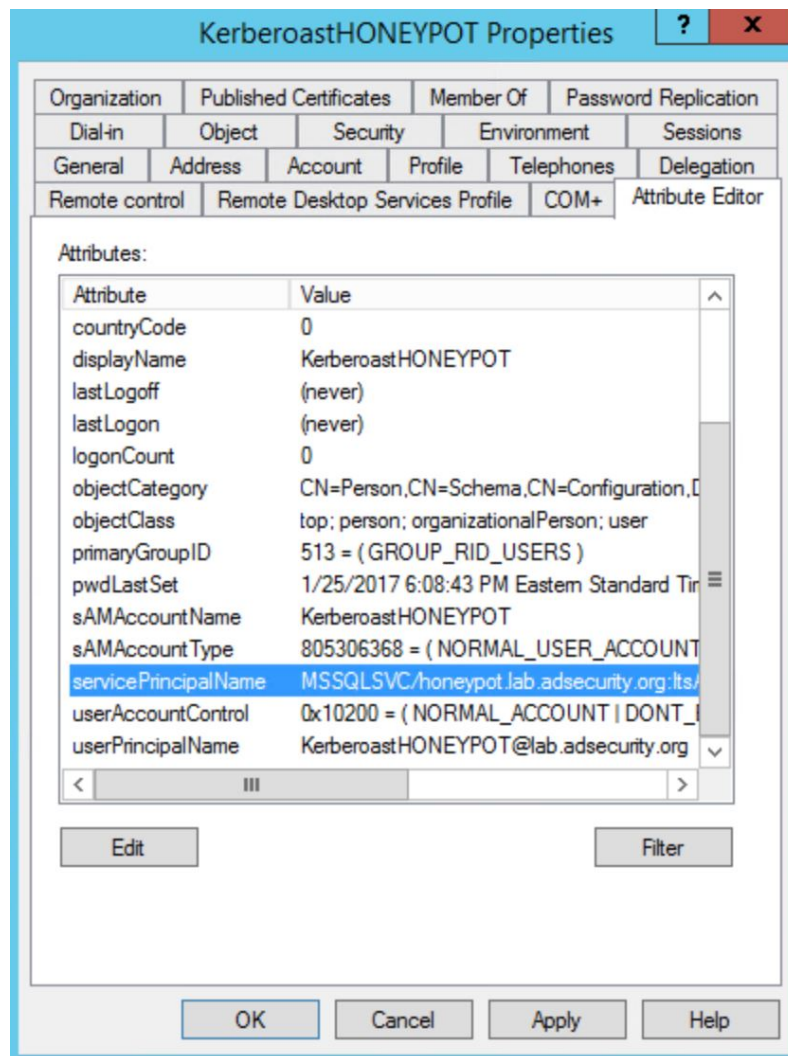 KerberoastHONEYPOT Properties
? x
Organization Published Certificates Member Of Password Replication
Dial-in Object Security Environment Sessions
General Address Account Profile Telephones Delegation
Remote control Remote Desktop Services Profile COM+ Attribute Editor
Attributes:
Attribute Value
countryCode 0
displayName KerberoastHONEYPOT
lastLogoff (never)
lastLogon (never)
logonCount 0
objectCategory CN=Person,CN=Schema,CN=Configuration,D
objectClass top; person; organizationalPerson; user
primaryGroupID 513 = ( GROUP_RID_USERS )
pwdLastSet 1/25/2017 6:08:43 PM Eastern Standard Tir
sAMAccountName KerberoastHONEYPOT
sAMAccountType 805306368 = ( NORMAL_USER_ACCOUNT
servicePrincipalName MSSQLSVC/honeypot.lab.adsecurity.org:ItsA
userAccountControl 0x10200 = ( NORMAL_ACCOUNT | DONT_E
userPrincipalName KerberoastHONEYPOT@lab.adsecurity.org
Edit Filter
OK Cancel Apply Help